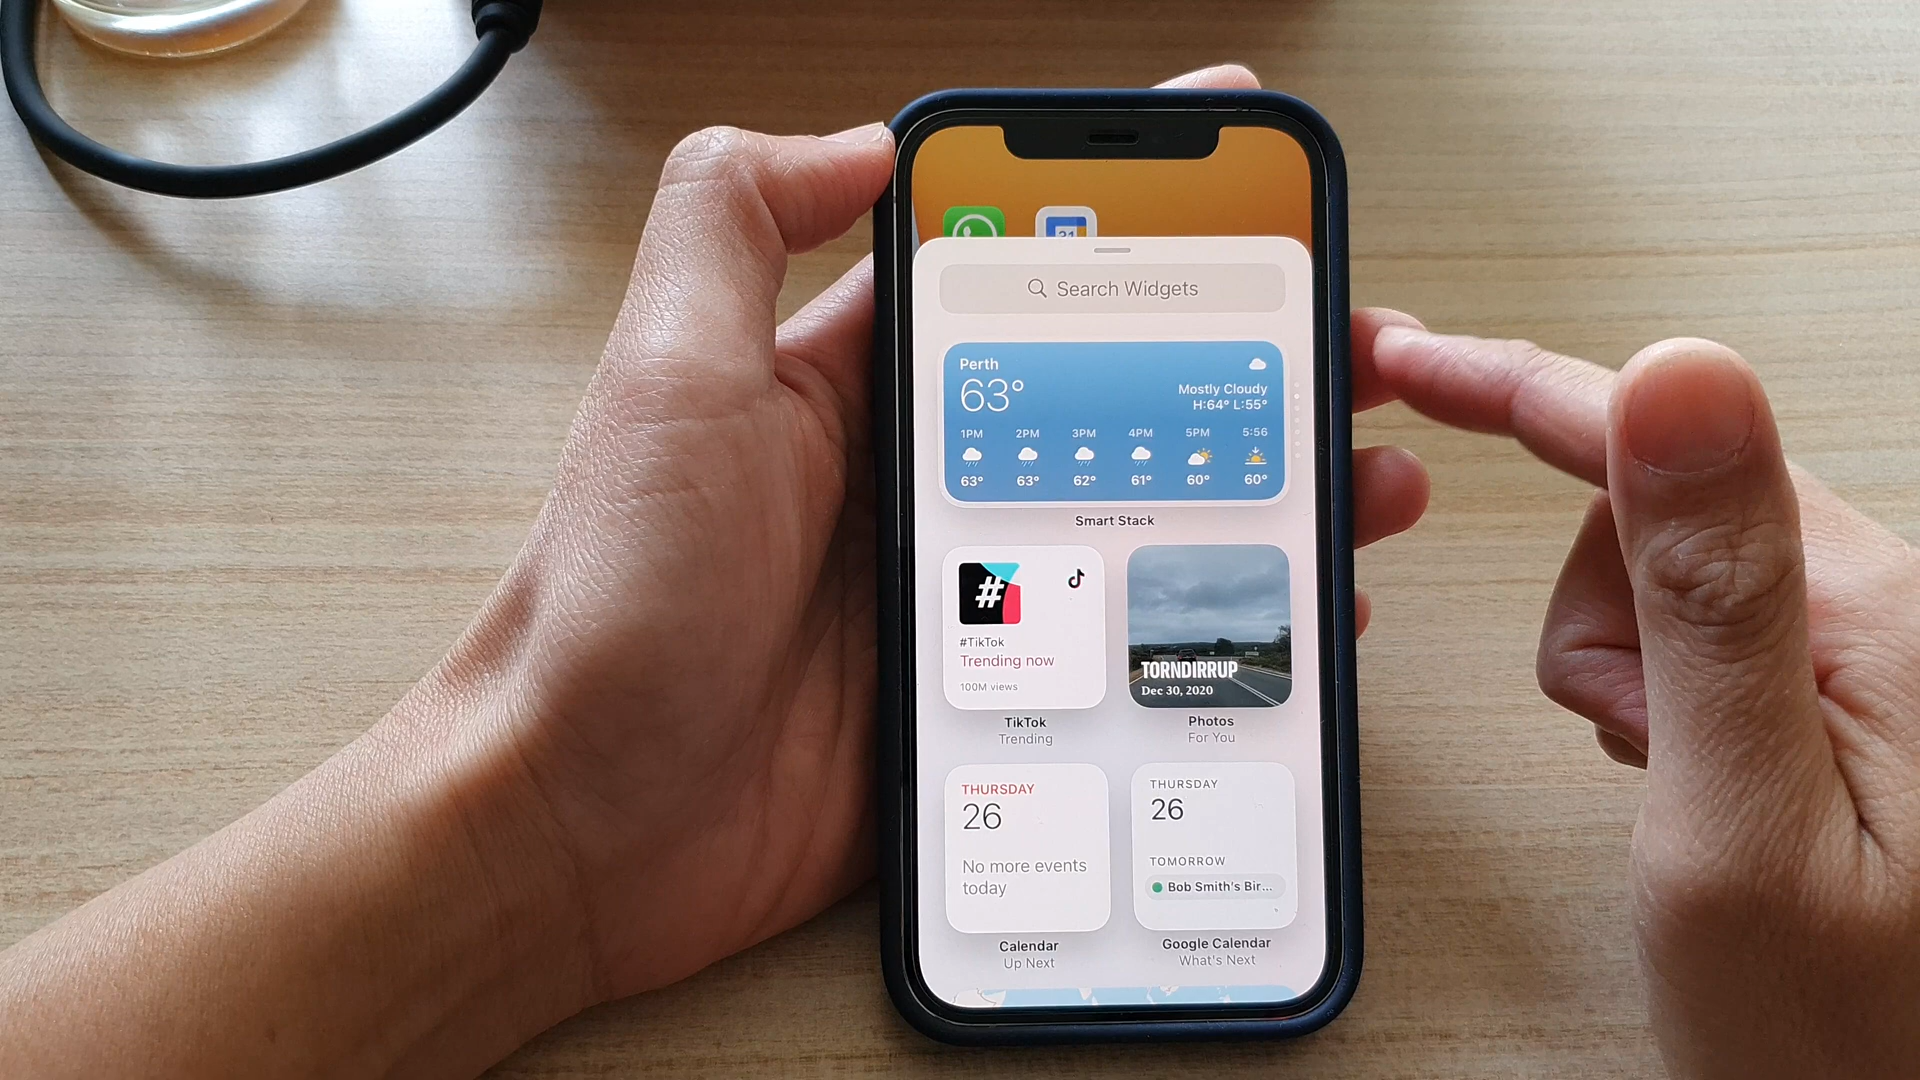 31
Search Widgets
Perth
63°
Mostly Cloudy
H:64° L:55°
1PM 2PM 3PM 4PM 5PM 5:56
63° 63° 62° 61° 60° 60°
Smart Stack
#
#TikTok
Trending now
100M views
TikTok
Trending
TORNDIRRUP
Dec 30, 2020
Photos
For You
THURSDAY
26
No more events
today
Calendar
Up Next
THURSDAY
26
TOMORROW
Bob Smith's Bir...
Google Calendar
What's Next